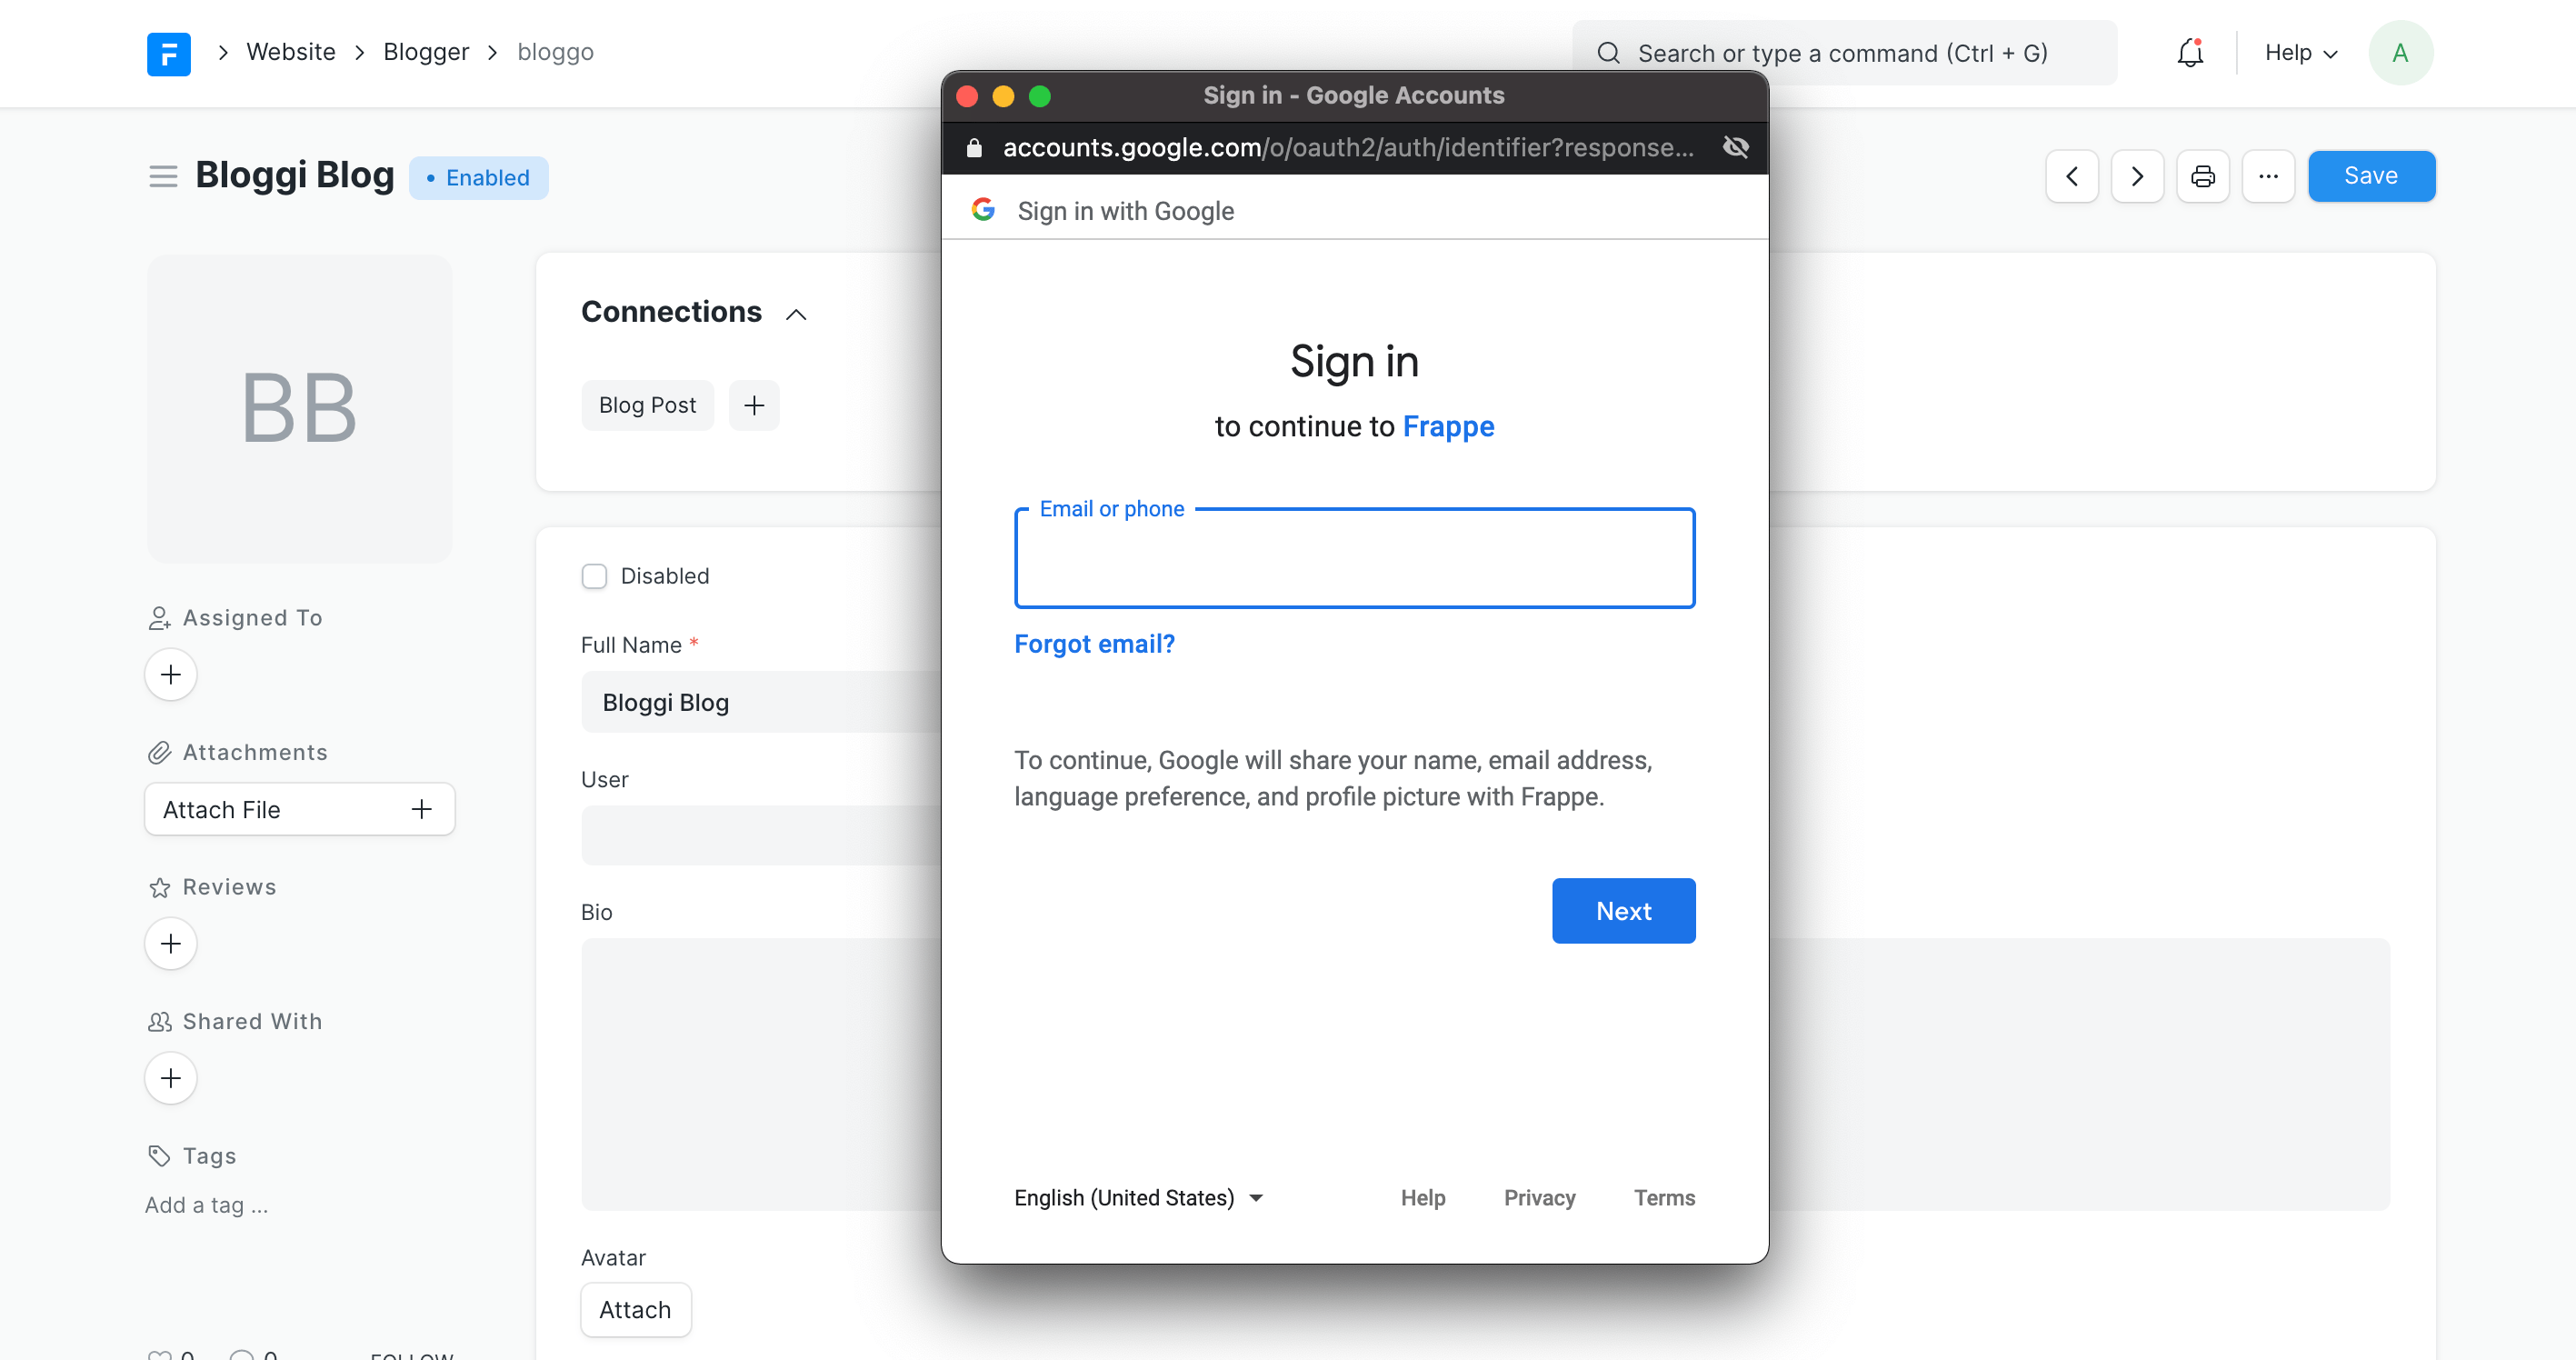 Website
Blogger
bloggo
Search or type a command (Ctrl + G)
Help
A
Bloggi Blog
Enabled
Save
BB
Assigned To
Attachments
Attach File
Reviews
Shared With
Tags
Add a tag ...
0
0
FOLLOW
Connections
Blog Post
Disabled
Full Name *
Bloggi Blog
User
Bio
Avatar
Attach
Sign in - Google Accounts
accounts.google.com/o/oauth2/auth/identifier?response...
Sign in with Google
Sign in
to continue to Frappe
Email or phone
Forgot email?
To continue, Google will share your name, email address,
language preference, and profile picture with Frappe.
Next
English (United States)
Help
Privacy
Terms